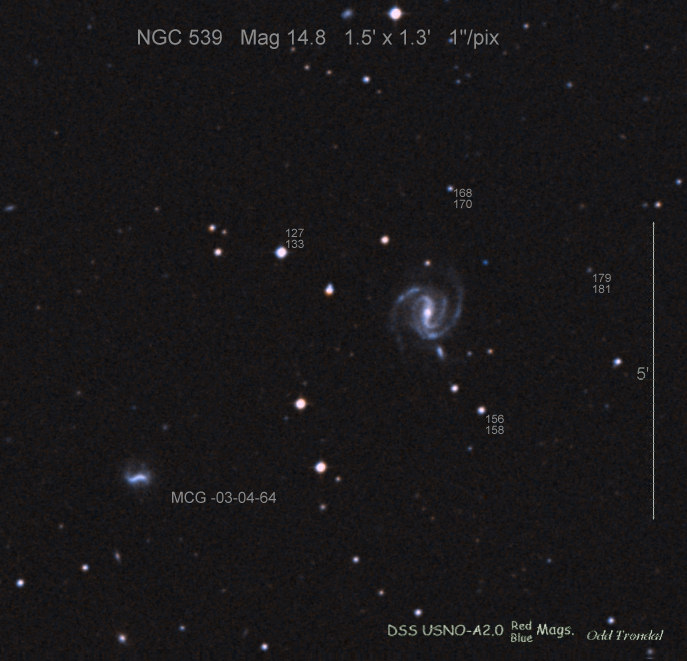 NGC 539 Mag 14.8 1.5' x 1.3' 1"/pix
168
170
127
133
179
181
5'
156
158
MCG -03-04-64
DSS USNO-A2.0 Red Blue Mags.
Odd Trondal